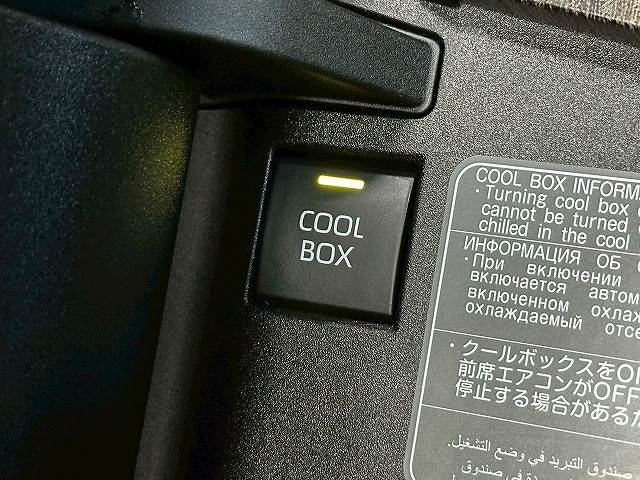 COOL
BOX
COOL BOX INFORMA
・Turning cool box
cannot be turned
chilled in the cool
ИНФОРМАЦИЯ ОБ
・При включении
включается автом
включенном охлаж
охлаждаемый отсе
・クールボックスをO
前席エアコンがOFF
停止する場合があるた
صندوق التبريد في وضع التشغيل.
دة في صندوق